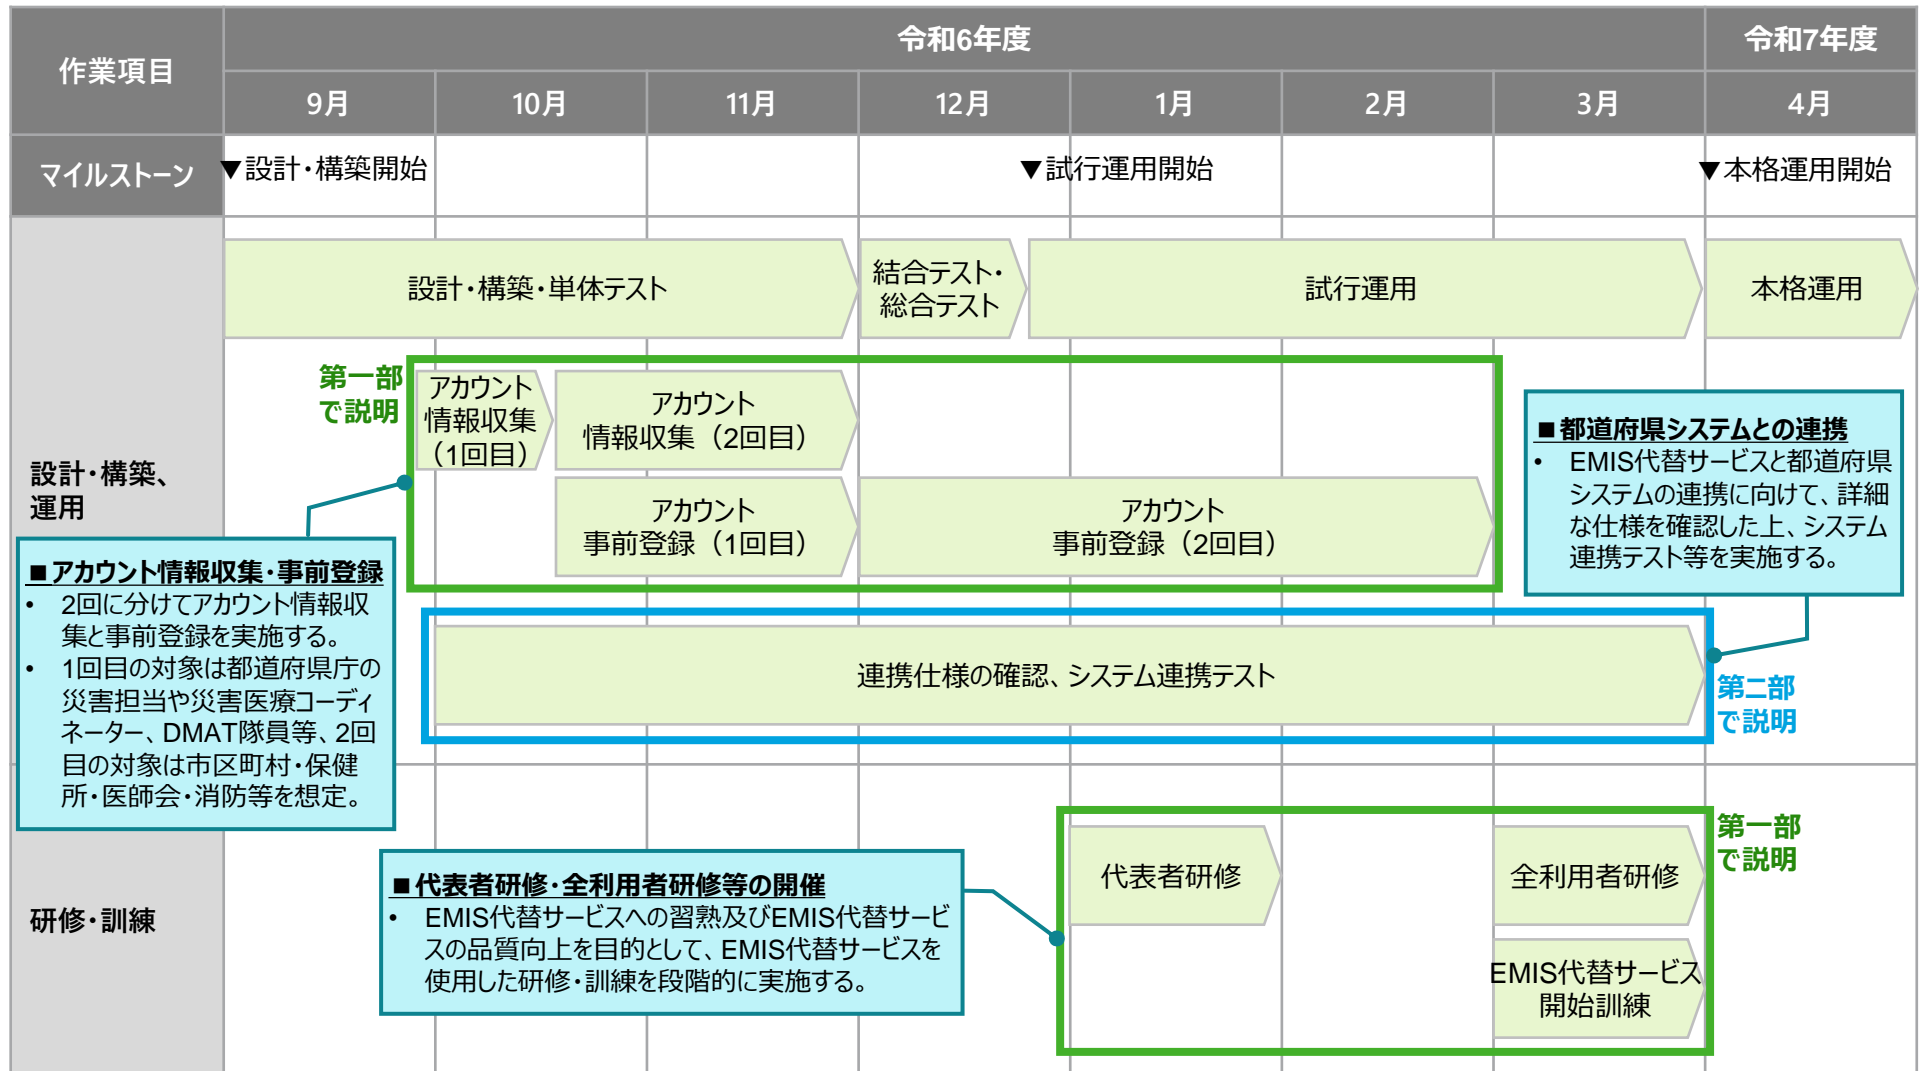 作業項目
令和6年度
令和7年度
9月
10月
11月
12月
1月
2月
3月
4月
マイルストーン
▼設計・構築開始
▼試行運用開始
▼本格運用開始
設計・構築、
運用
設計・構築・単体テスト
結合テスト・
総合テスト
試行運用
本格運用
第一部
で説明
アカウント
情報収集
（1回目）
アカウント
情報収集（2回目）
アカウント
事前登録（1回目）
アカウント
事前登録（2回目）
■都道府県システムとの連携
• EMIS代替サービスと都道府県
システムの連携に向けて、詳細
な仕様を確認した上、システム
連携テスト等を実施する。
■アカウント情報収集・事前登録
• 2回に分けてアカウント情報収
集と事前登録を実施する。
• 1回目の対象は都道府県庁の
災害担当や災害医療コーディ
ネーター、DMAT隊員等、2回
目の対象は市区町村・保健
所・医師会・消防等を想定。
連携仕様の確認、システム連携テスト
第二部
で説明
研修・訓練
■代表者研修・全利用者研修等の開催
• EMIS代替サービスへの習熟及びEMIS代替サービ
スの品質向上を目的として、EMIS代替サービスを
使用した研修・訓練を段階的に実施する。
代表者研修
全利用者研修
EMIS代替サービス
開始訓練
第一部
で説明